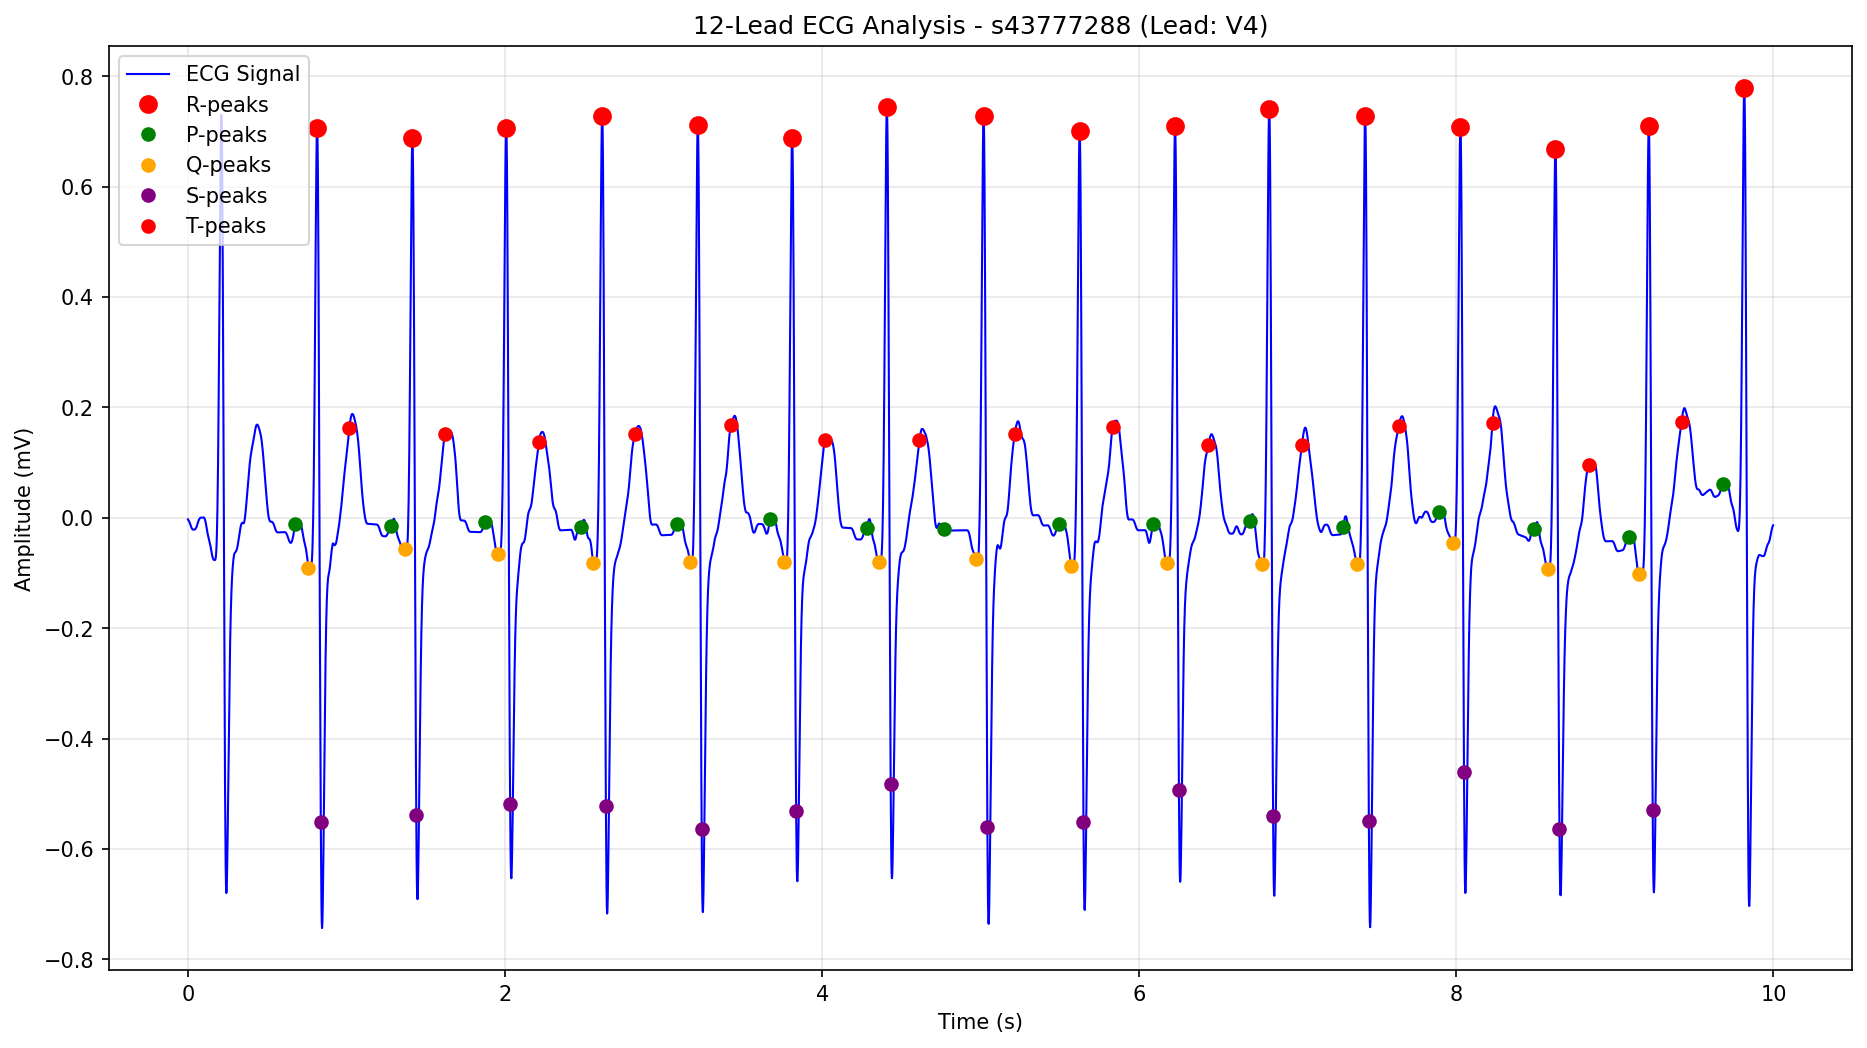 12-Lead ECG Analysis - s43777288 (Lead: V4)
ECG Signal
R-peaks
P-peaks
Q-peaks
S-peaks
T-peaks
0.8
0.6
0.4
0.2
0.0
−0.2
−0.4
−0.6
−0.8
Amplitude (mV)
0 2 4 6 8 10
Time (s)